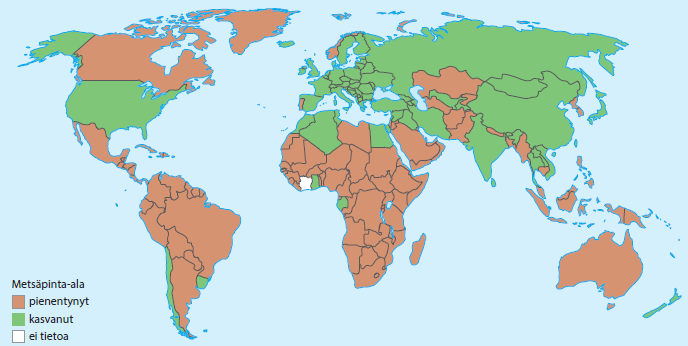 Metsäpinta-ala
pienentynyt
kasvanut
ei tietoa